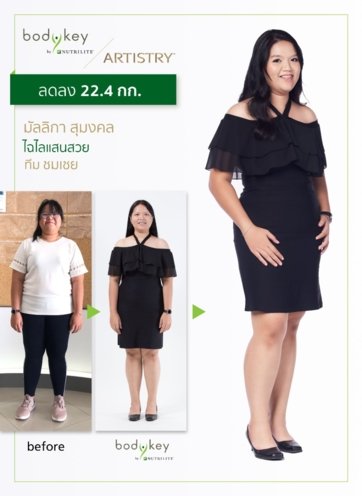 bodykey
by NUTRILITE
ARTISTRY
ลดลง 22.4 กก.
มัลลิกา สุมงคล
ไฉไลแสนสวย
ทีม ชมเชย
before
bodykey
by NUTRILITE